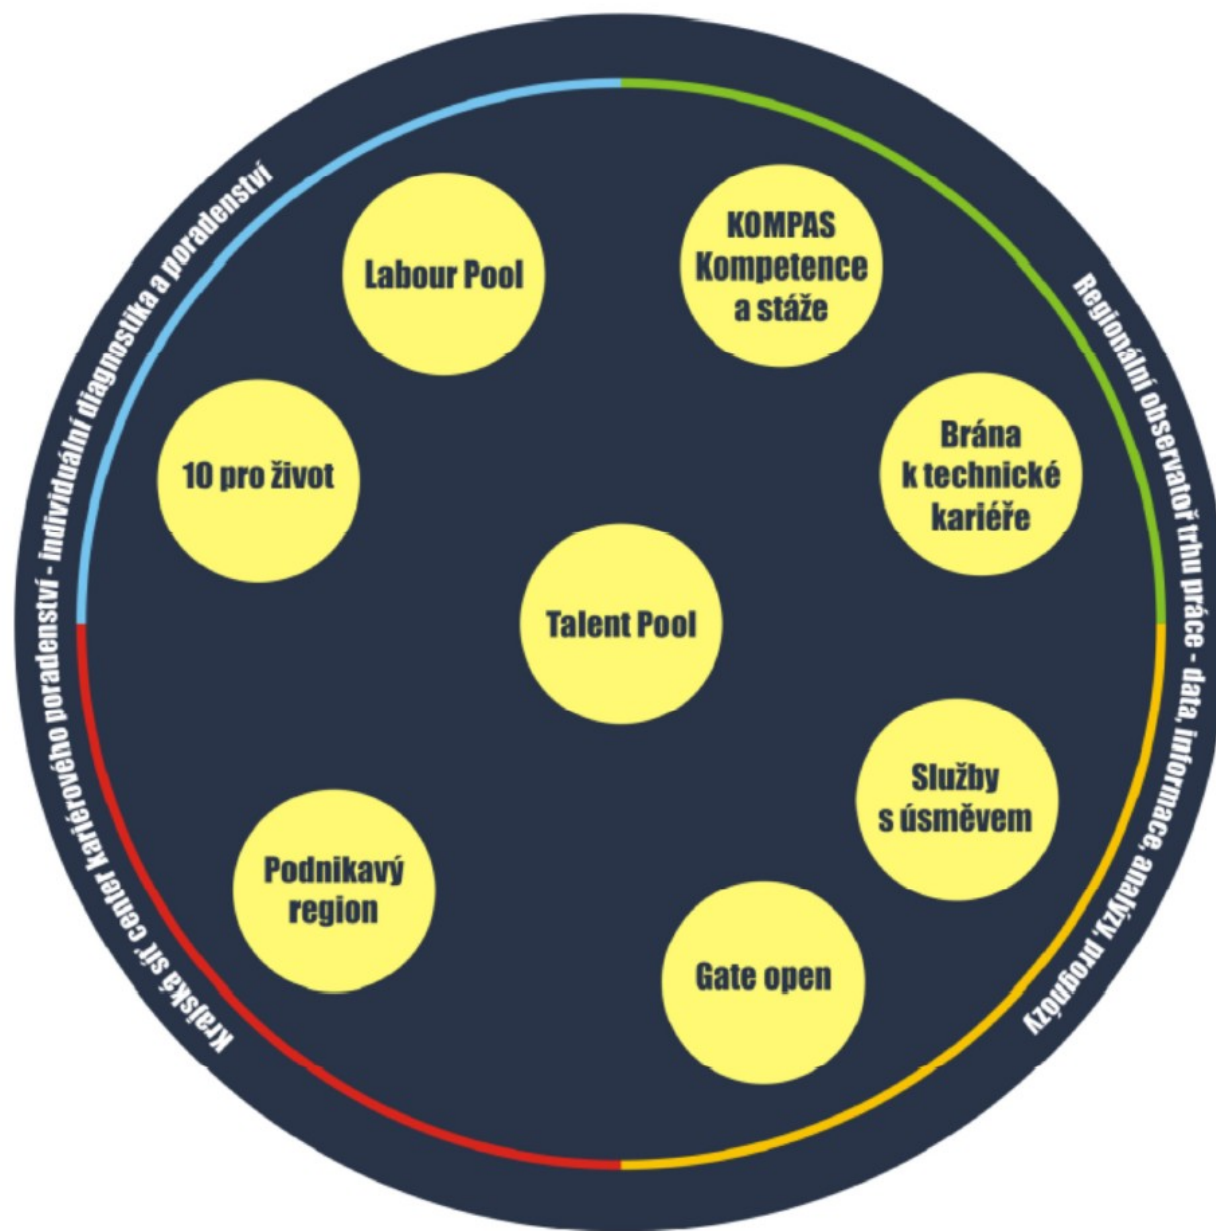 Krajská síť center kariérového poradenství - individuální diagnostika a poradenství
Regionální observatoř trhu práce - data, informace, analýzy, prognózy
Labour Pool
KOMPAS
Kompetence
a stáže
10 pro život
Brána
k technické
kariéře
Talent Pool
Služby
s úsměvem
Podnikavý
region
Gate open